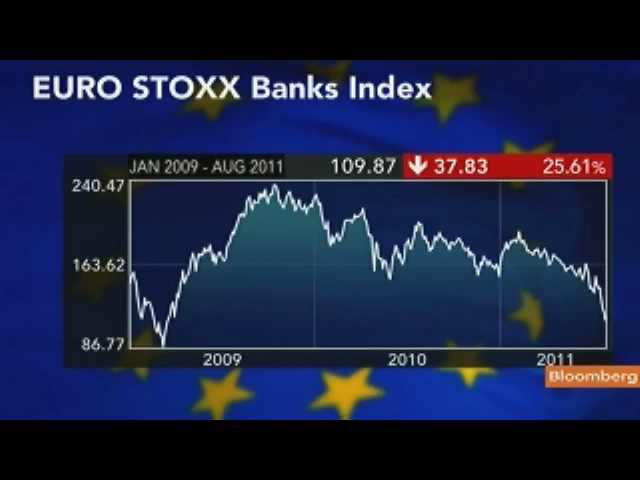 EURO STOXX Banks Index
JAN 2009 - AUG 2011 109.87 37.83 25.61%
240.47
163.62
86.77
2009 2010 2011
Bloomberg